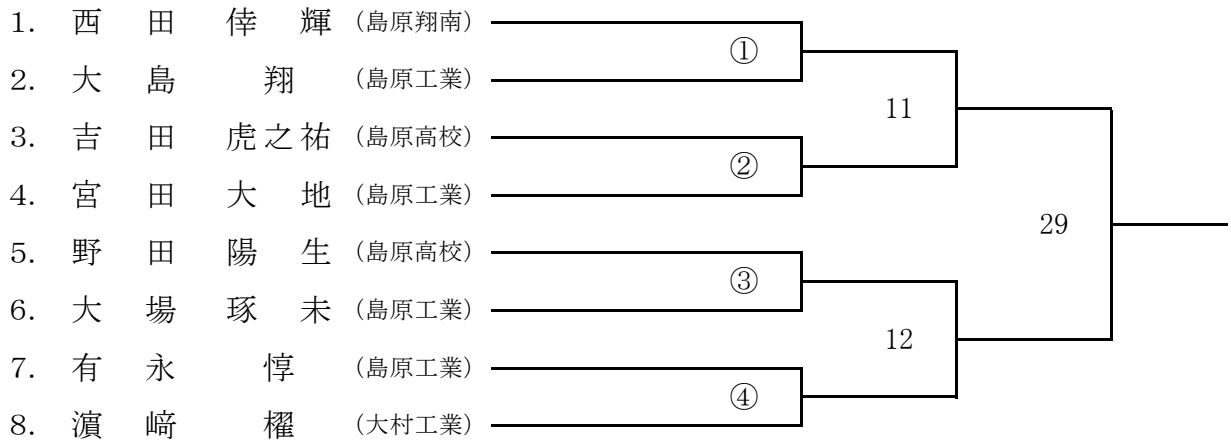 1. 西田倖輝 (島原翔南)
①
2. 大島翔 (島原工業)
11
3. 吉田虎之祐 (島原高校)
②
4. 宮田大地 (島原工業)
29
5. 野田陽生 (島原高校)
③
6. 大場琢未 (島原工業)
12
7. 有永惇 (島原工業)
④
8. 濵﨑櫂 (大村工業)